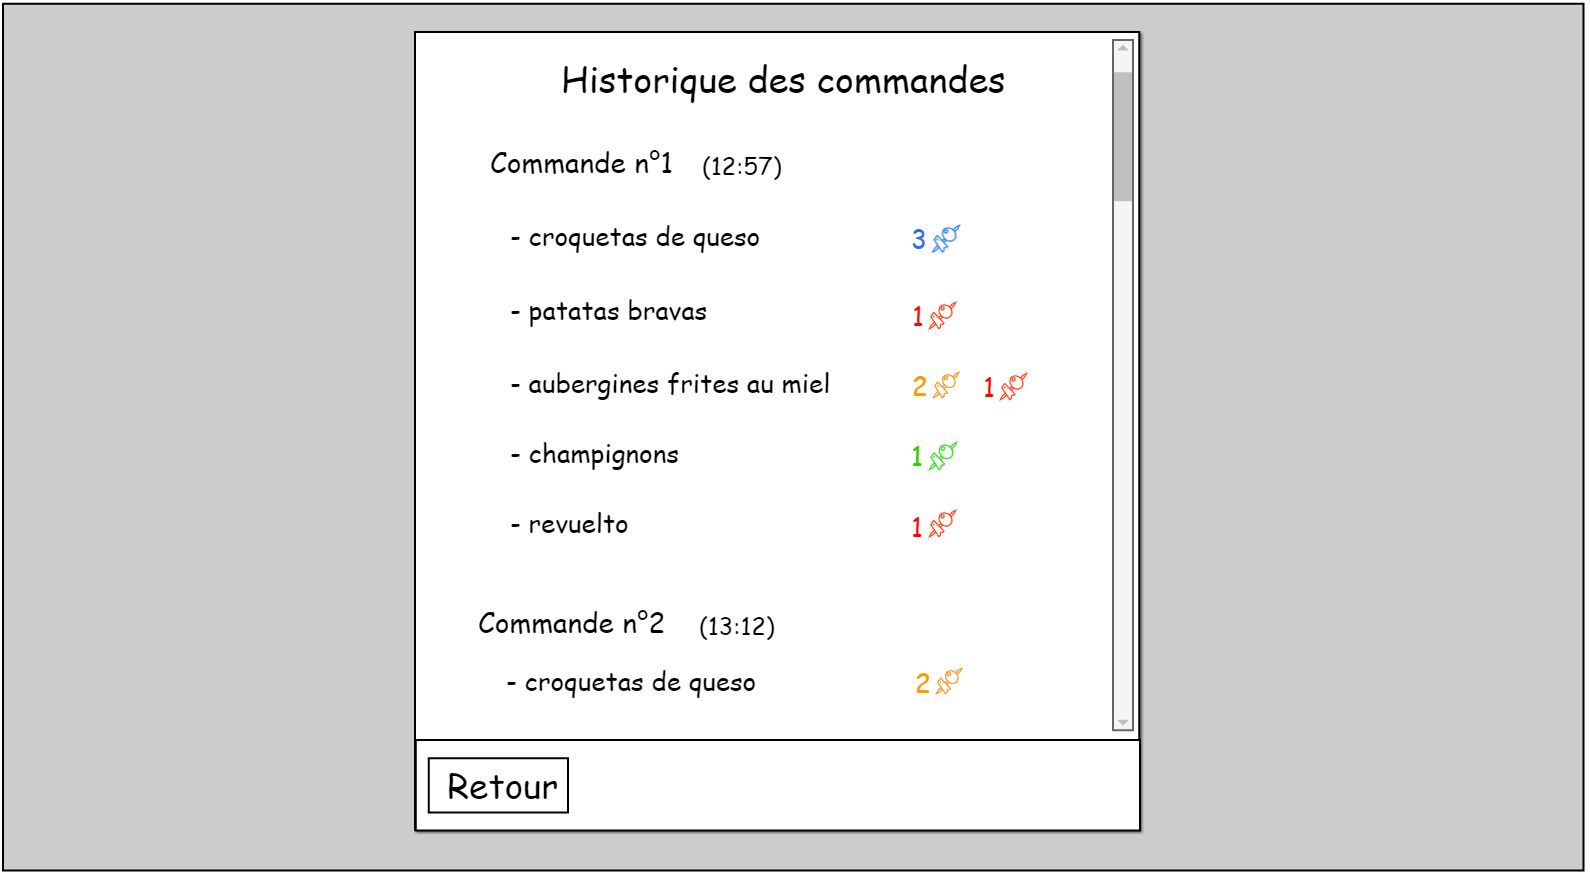 Historique des commandes
Commande n°1 (12:57)
- croquetas de queso 3
- patatas bravas 1
- aubergines frites au miel 2 1
- champignons 1
- revuelto 1
Commande n°2 (13:12)
- croquetas de queso 2
Retour